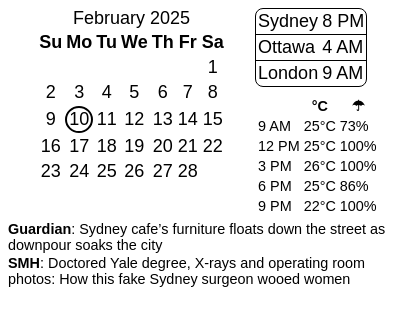 February 2025
Su Mo Tu We Th Fr Sa
1
2 3 4 5 6 7 8
9 10 11 12 13 14 15
16 17 18 19 20 21 22
23 24 25 26 27 28
Sydney 8 PM
Ottawa 4 AM
London 9 AM
°C ☂
9 AM 25°C 73%
12 PM 25°C 100%
3 PM 26°C 100%
6 PM 25°C 86%
9 PM 22°C 100%
Guardian: Sydney cafe's furniture floats down the street as
downpour soaks the city
SMH: Doctored Yale degree, X-rays and operating room
photos: How this fake Sydney surgeon wooed women